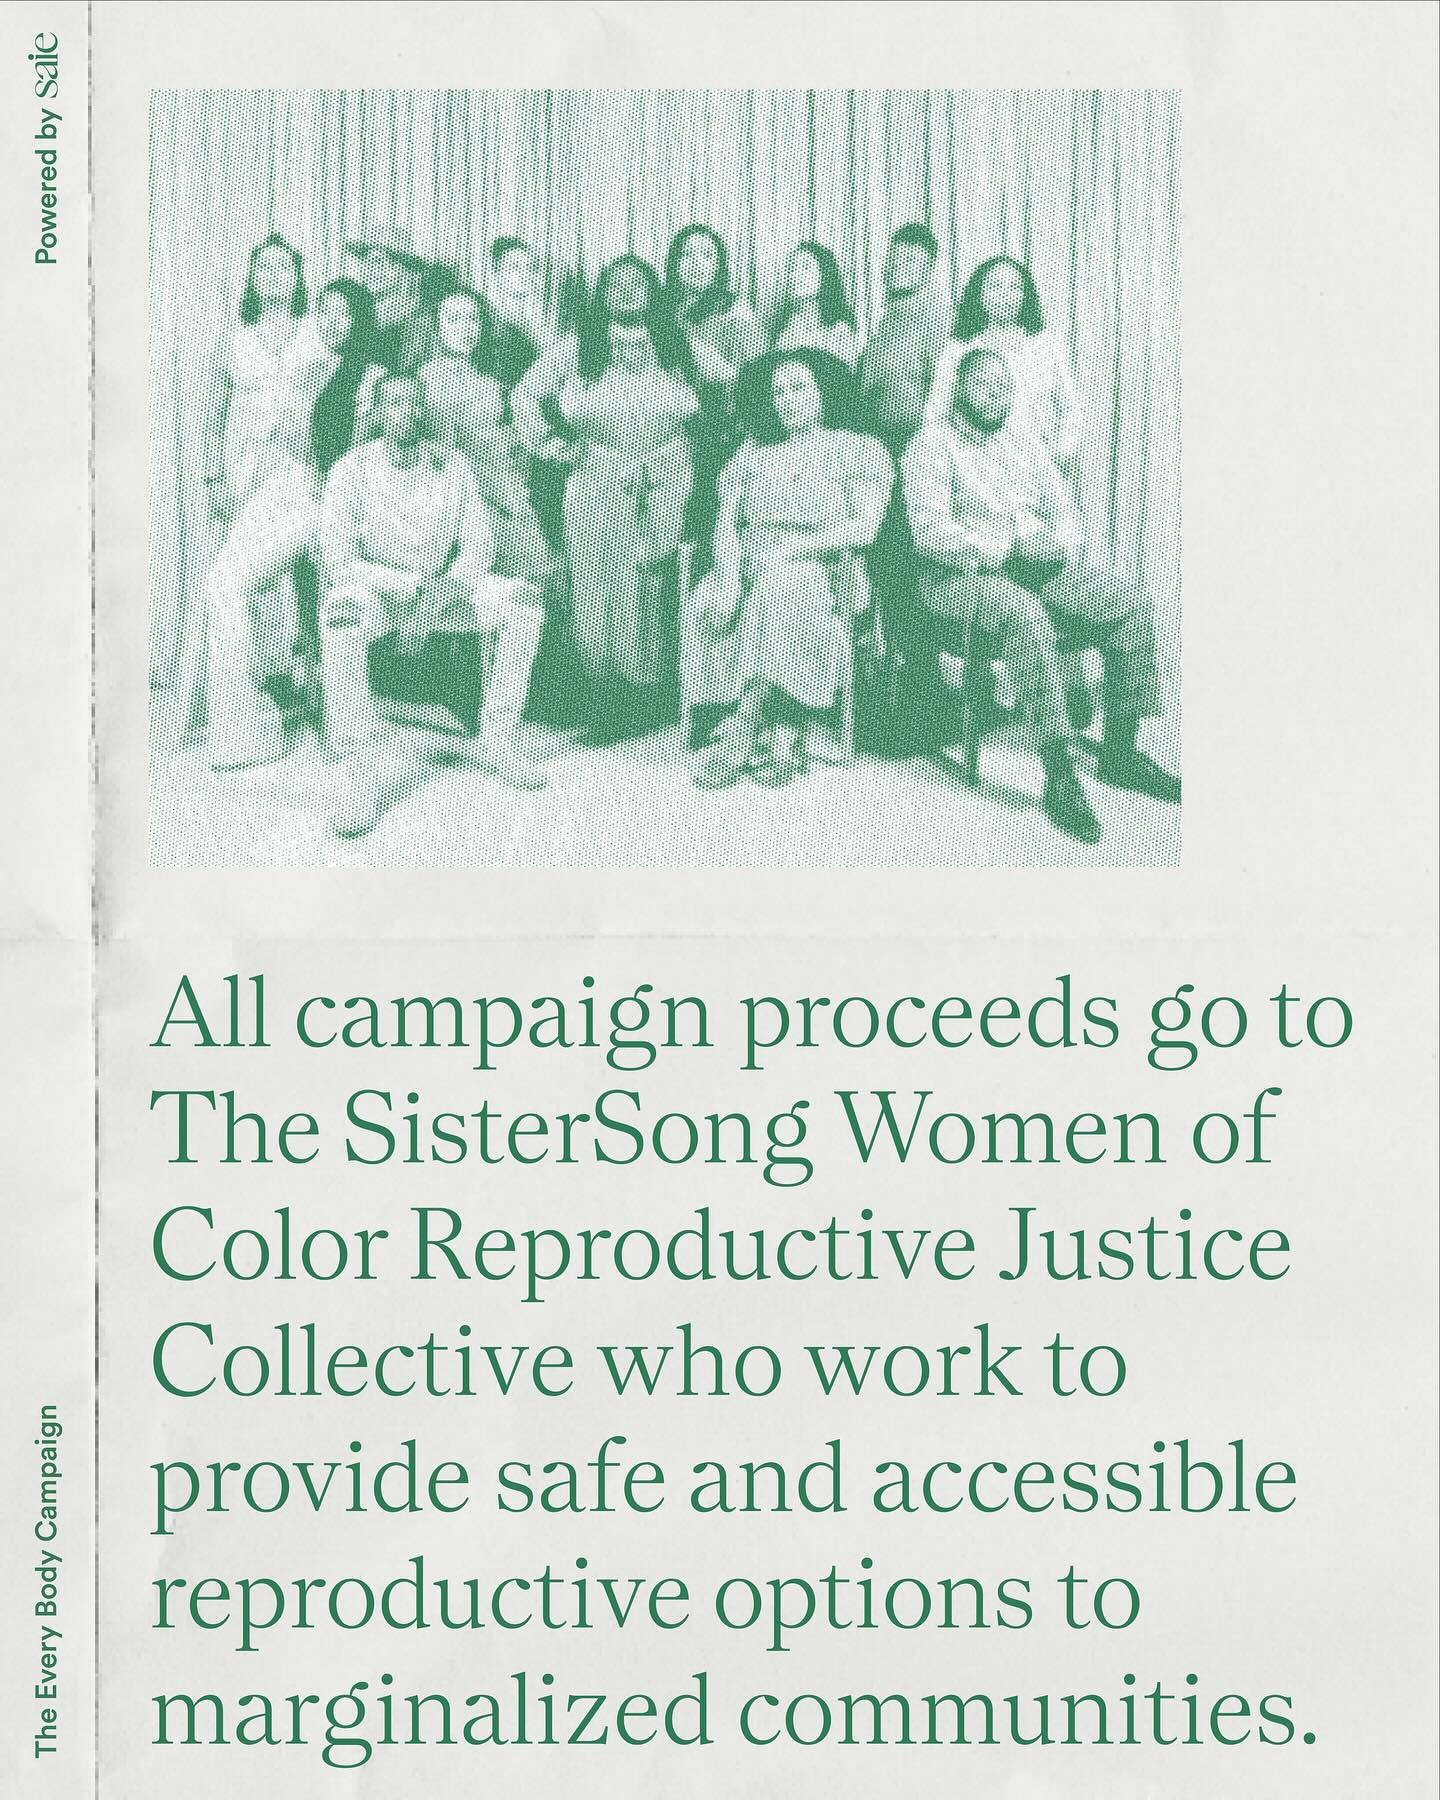 Powered by saie
All campaign proceeds go to
The SisterSong Women of
Color Reproductive Justice
Collective who work to
provide safe and accessible
reproductive options to
marginalized communities.
The Every Body Campaign